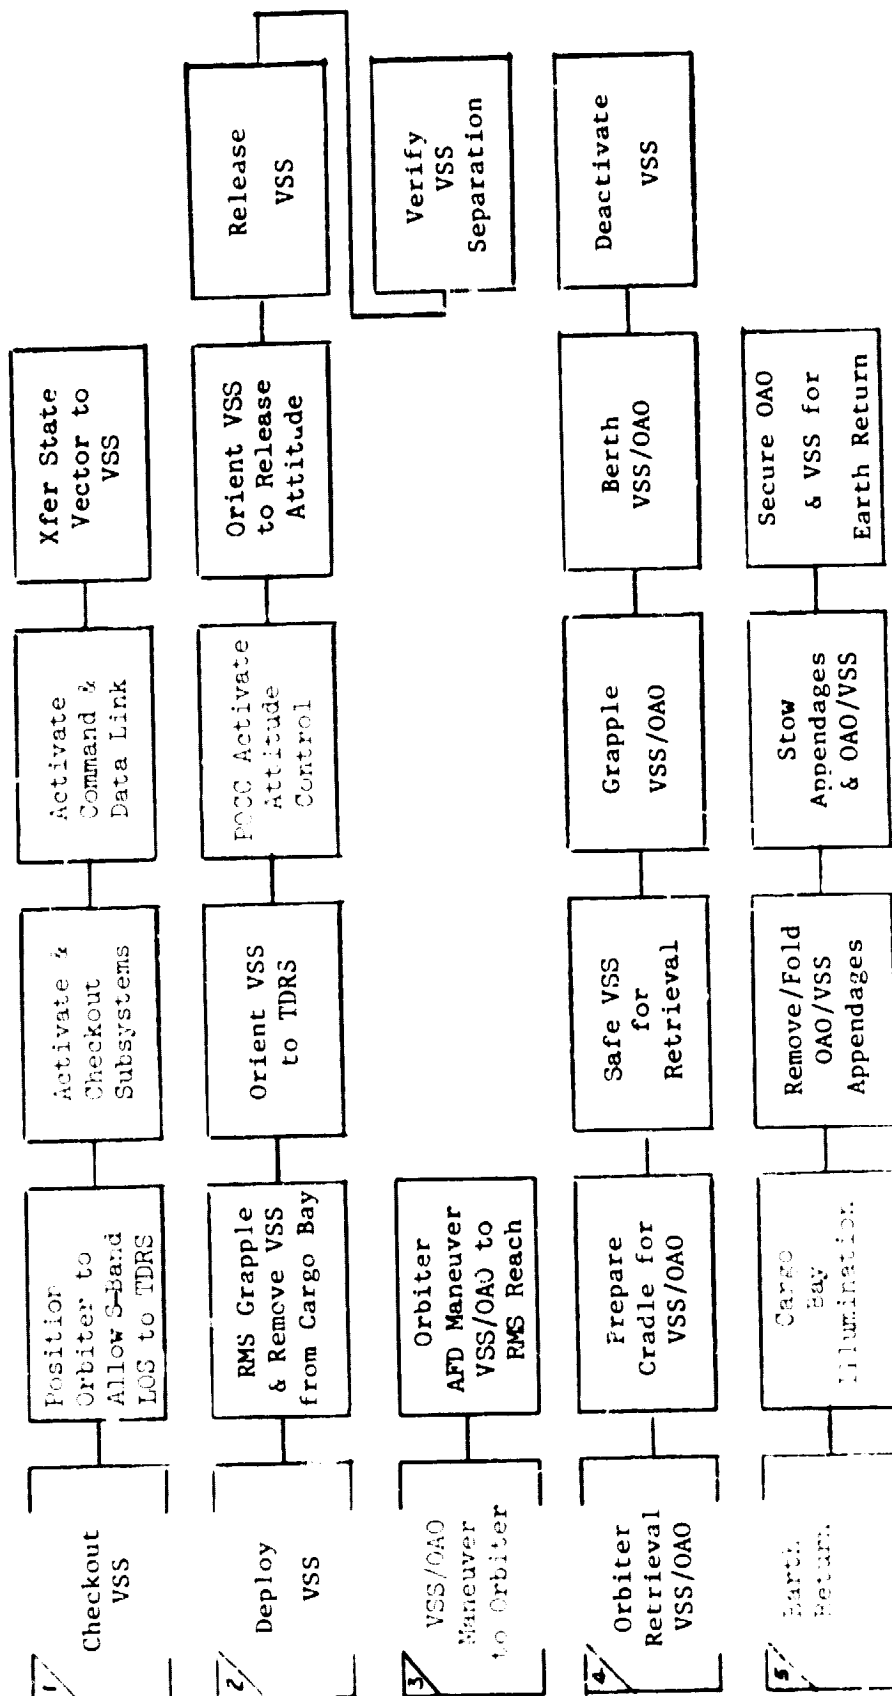 1
Checkout
VSS
Position
Orbiter to
Allow S-Band
LOS to TDRS
Activate &
Checkout
Subsystems
Activate
Command &
Data Link
Xfer State
Vector to
VSS
2
Deploy
VSS
RMS Grapple
& Remove VSS
from Cargo Bay
Orient VSS
to TDRS
POCC Activate
Attitude
Control
Orient VSS
to Release
Attitude
Release
VSS
Verify
VSS
Separation
3
VSS/OAO
Maneuver
to Orbiter
Orbiter
AFD Maneuver
VSS/OAO to
RMS Reach
4
Orbiter
Retrieval
VSS/OAO
Prepare
Cradle for
VSS/OAO
Safe VSS
for
Retrieval
Grapple
VSS/OAO
Berth
VSS/OAO
Deactivate
VSS
5
Earth
Return
Cargo
Bay
Illumination
Remove/Fold
OAO/VSS
Appendages
Stow
Appendages
& OAO/VSS
Secure OAO
& VSS for
Earth Return